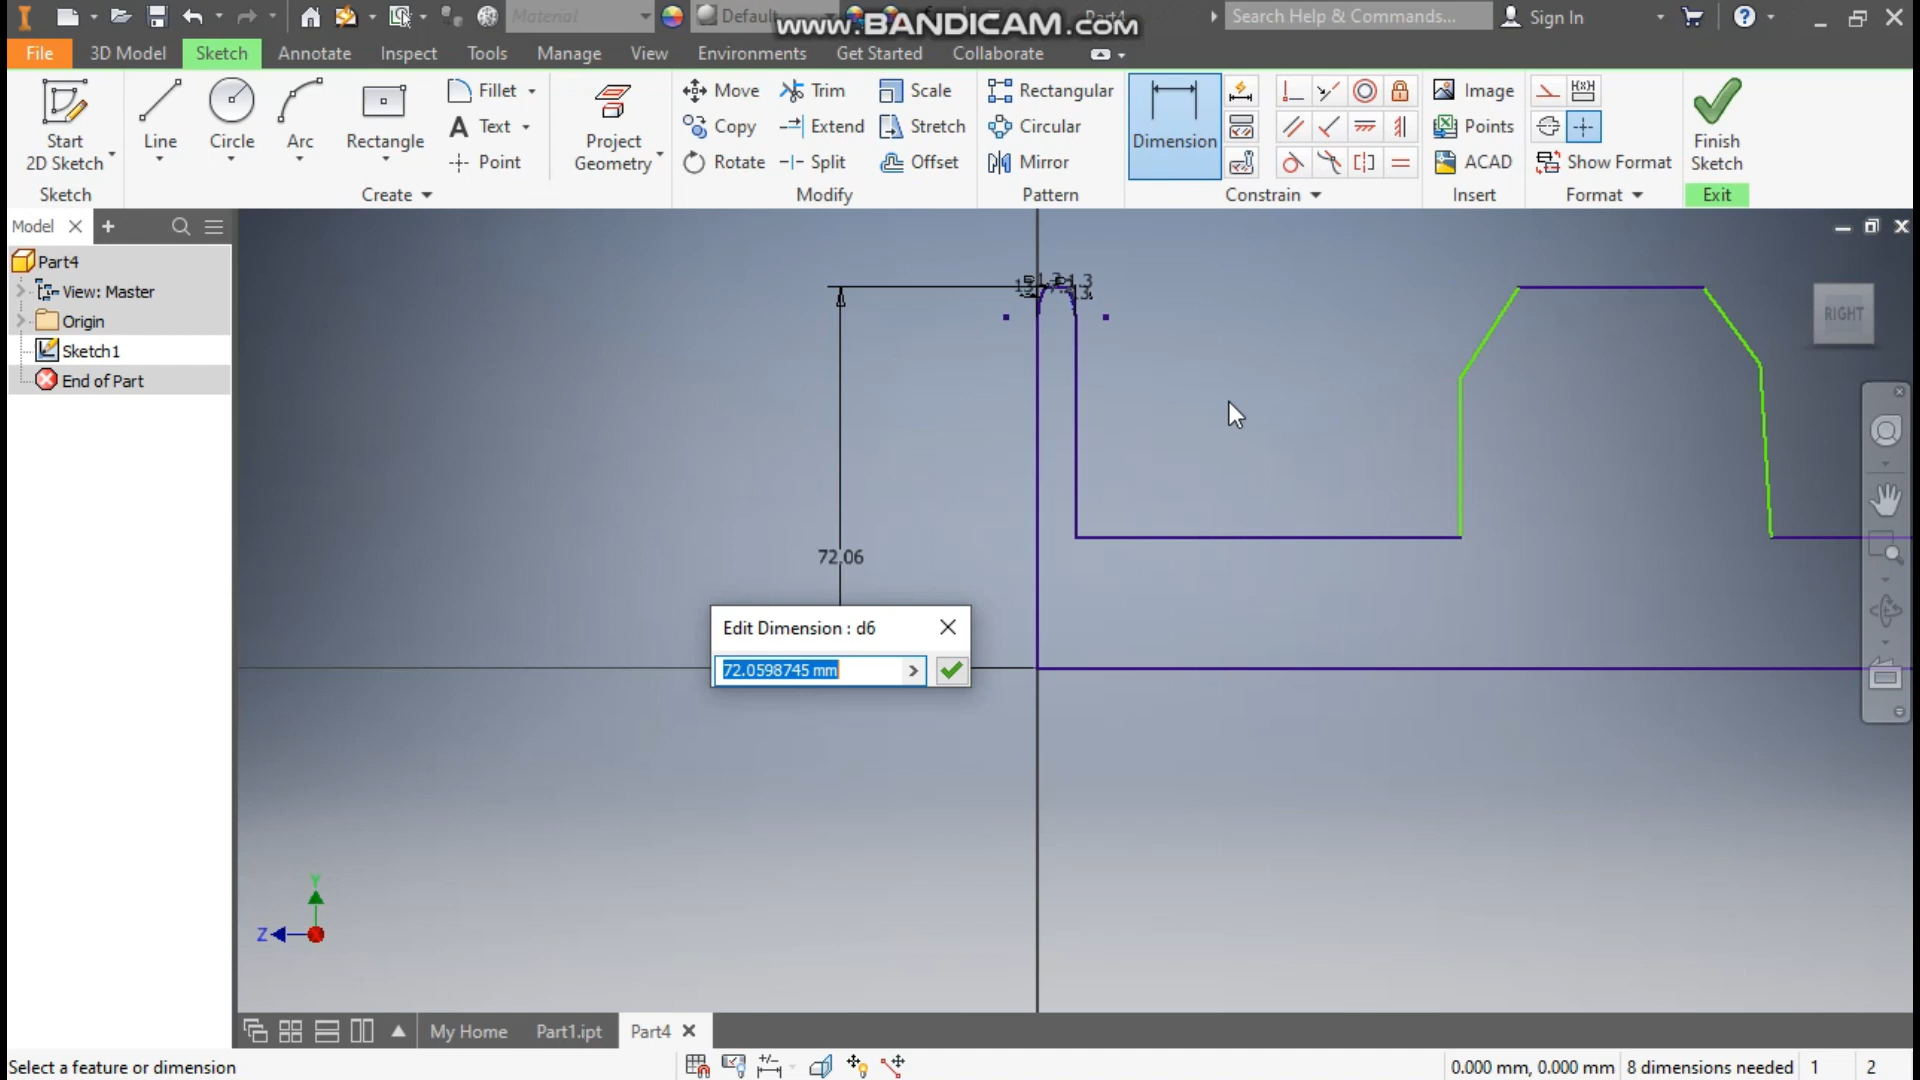 Material
Default
www.BANDICAM.com
Part4
Search Help & Commands...
Sign In
File
3D Model
Sketch
Annotate
Inspect
Tools
Manage
View
Environments
Get Started
Collaborate
Start
2D Sketch
Line
Circle
Arc
Rectangle
Fillet
Text
Point
Project
Geometry
Move
Copy
Rotate
Trim
Extend
Split
Scale
Stretch
Offset
Rectangular
Circular
Mirror
Dimension
Image
Points
ACAD
Show Format
Finish
Sketch
Sketch
Create
Modify
Pattern
Constrain
Insert
Format
Exit
Model
Part4
View: Master
Origin
Sketch1
End of Part
RIGHT
72.06
Edit Dimension : d6
72.0598745 mm
Y
Z
My Home
Part1.ipt
Part4
Select a feature or dimension
0.000 mm, 0.000 mm
8 dimensions needed
1
2